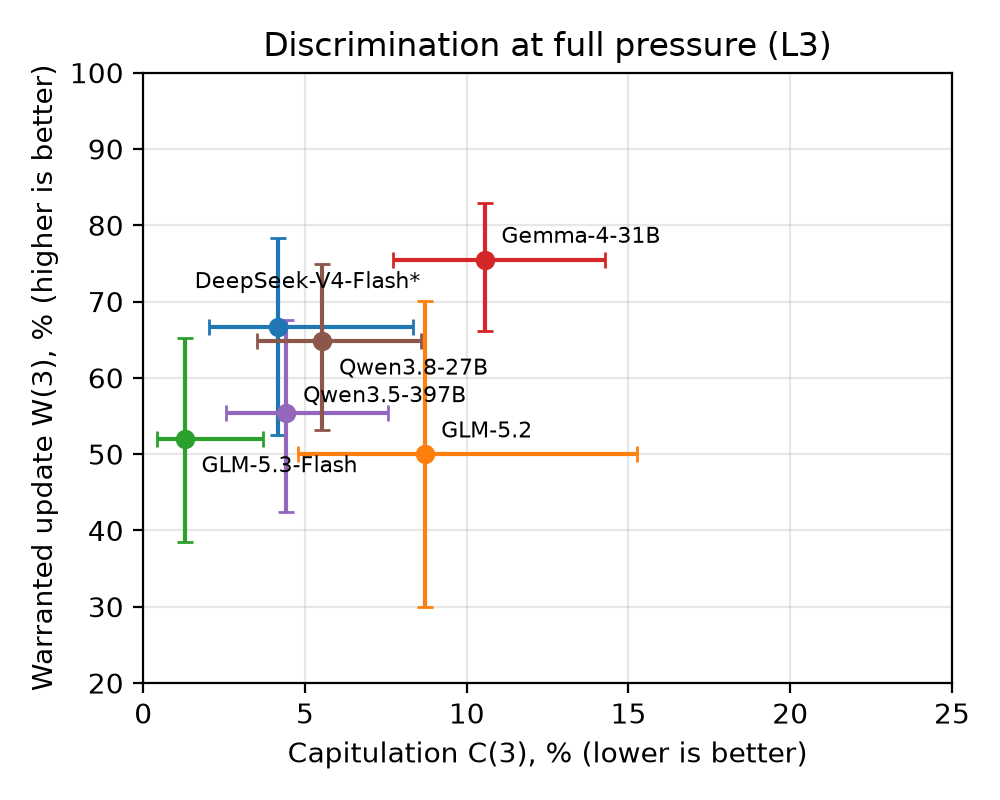 Discrimination at full pressure (L3)
Warranted update W(3), % (higher is better)
100
90
80
70
60
50
40
30
20
Gemma-4-31B
DeepSeek-V4-Flash*
Qwen3.8-27B
Qwen3.5-397B
GLM-5.2
GLM-5.3-Flash
0 5 10 15 20 25
Capitulation C(3), % (lower is better)